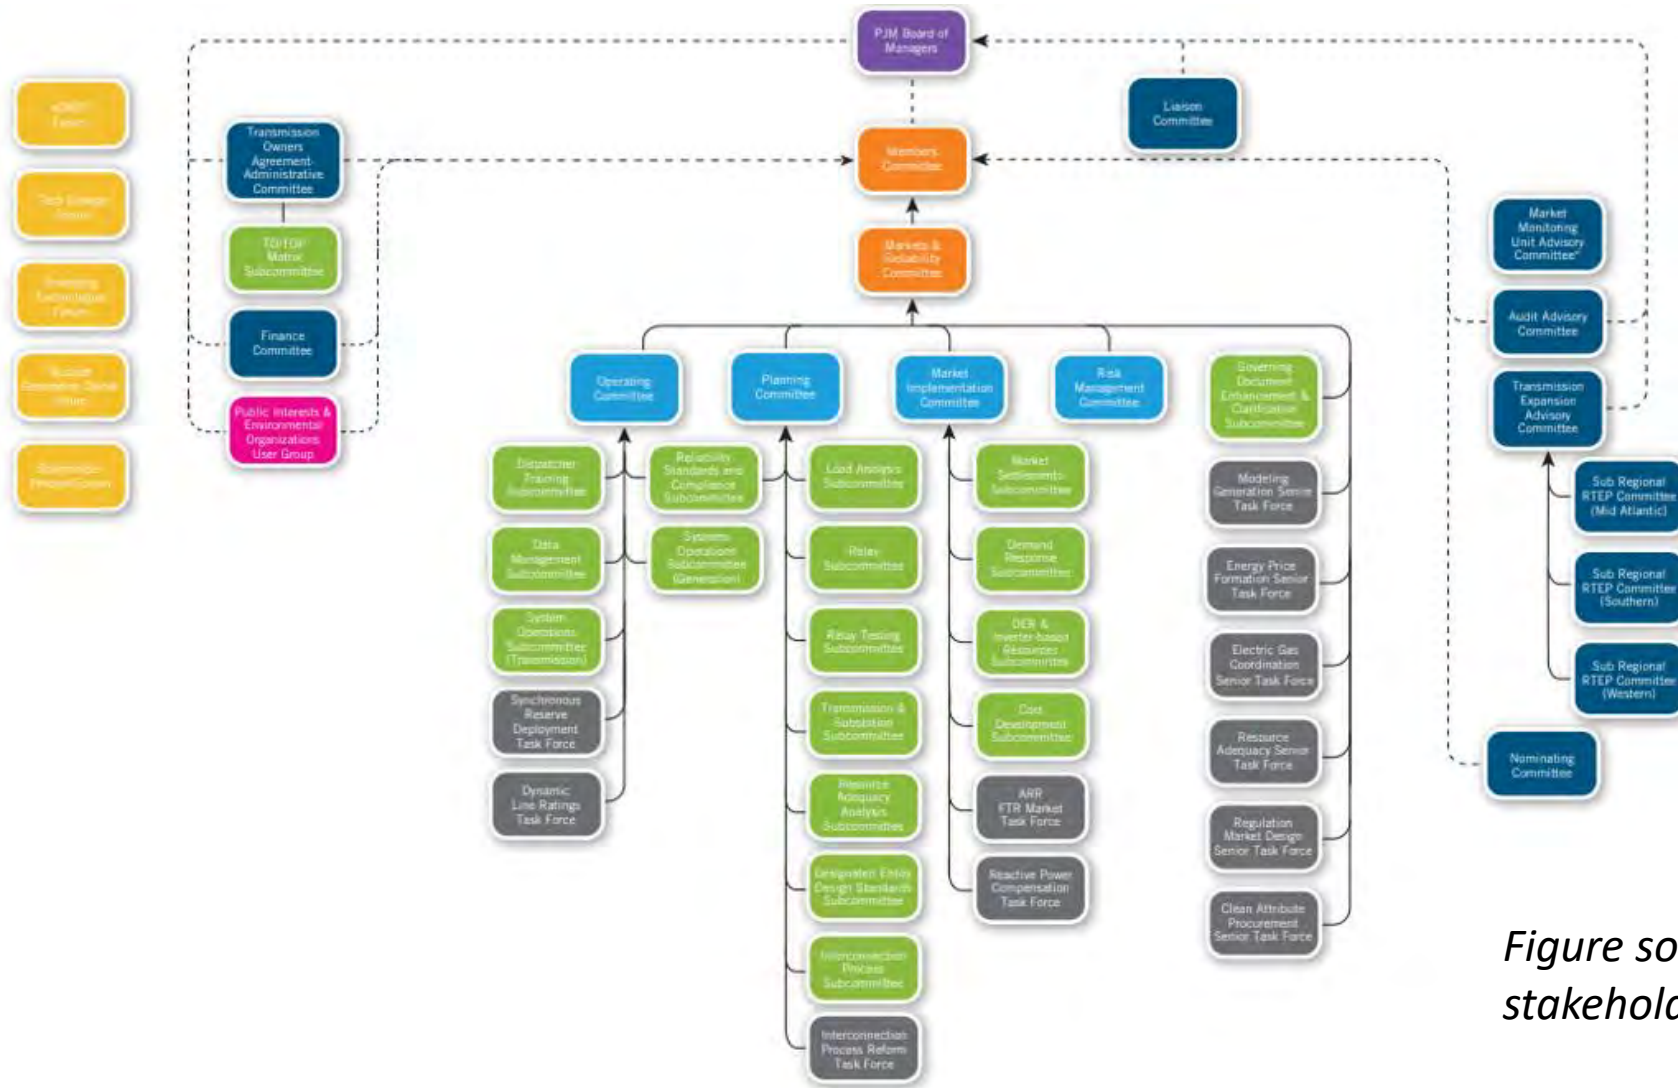 PJM Board of
Managers
Liaison
Committee
Transmission
Owners
Agreement-
Administrative
Committee
Members
Committee
TO/TOP
Matrix
Subcommittee
Markets &
Reliability
Committee
Market
Monitoring
Unit Advisory
Committee*
Finance
Committee
Audit Advisory
Committee
Operating
Committee
Planning
Committee
Market
Implementation
Committee
Risk
Management
Committee
Governing
Document
Enhancement &
Clarification
Subcommittee
Transmission
Expansion
Advisory
Committee
Public Interests &
Environmental
Organizations
User Group
Dispatcher
Training
Subcommittee
Reliability
Standards and
Compliance
Subcommittee
Load Analysis
Subcommittee
Market
Settlements
Subcommittee
Modeling
Generation Senior
Task Force
Sub Regional
RTEP Committee
(Mid Atlantic)
Data
Management
Subcommittee
Systems
Operations
Subcommittee
(Generation)
Relay
Subcommittee
Demand
Response
Subcommittee
Energy Price
Formation Senior
Task Force
Sub Regional
RTEP Committee
(Southern)
System
Operations
Subcommittee
(Transmission)
Relay Testing
Subcommittee
DER &
Inverter-based
Resources
Subcommittee
Electric Gas
Coordination
Senior Task Force
Sub Regional
RTEP Committee
(Western)
Synchronous
Reserve
Deployment
Task Force
Transmission &
Substation
Subcommittee
Cost
Development
Subcommittee
Resource
Adequacy Senior
Task Force
Nominating
Committee
Dynamic
Line Ratings
Task Force
Resource
Adequacy
Analysis
Subcommittee
ARR
FTR Market
Task Force
Regulation
Market Design
Senior Task Force
Designated Entity
Design Standards
Subcommittee
Reactive Power
Compensation
Task Force
Clean Attribute
Procurement
Senior Task Force
Interconnection
Process
Subcommittee
Interconnection
Process Reform
Task Force
Figure so
stakehold